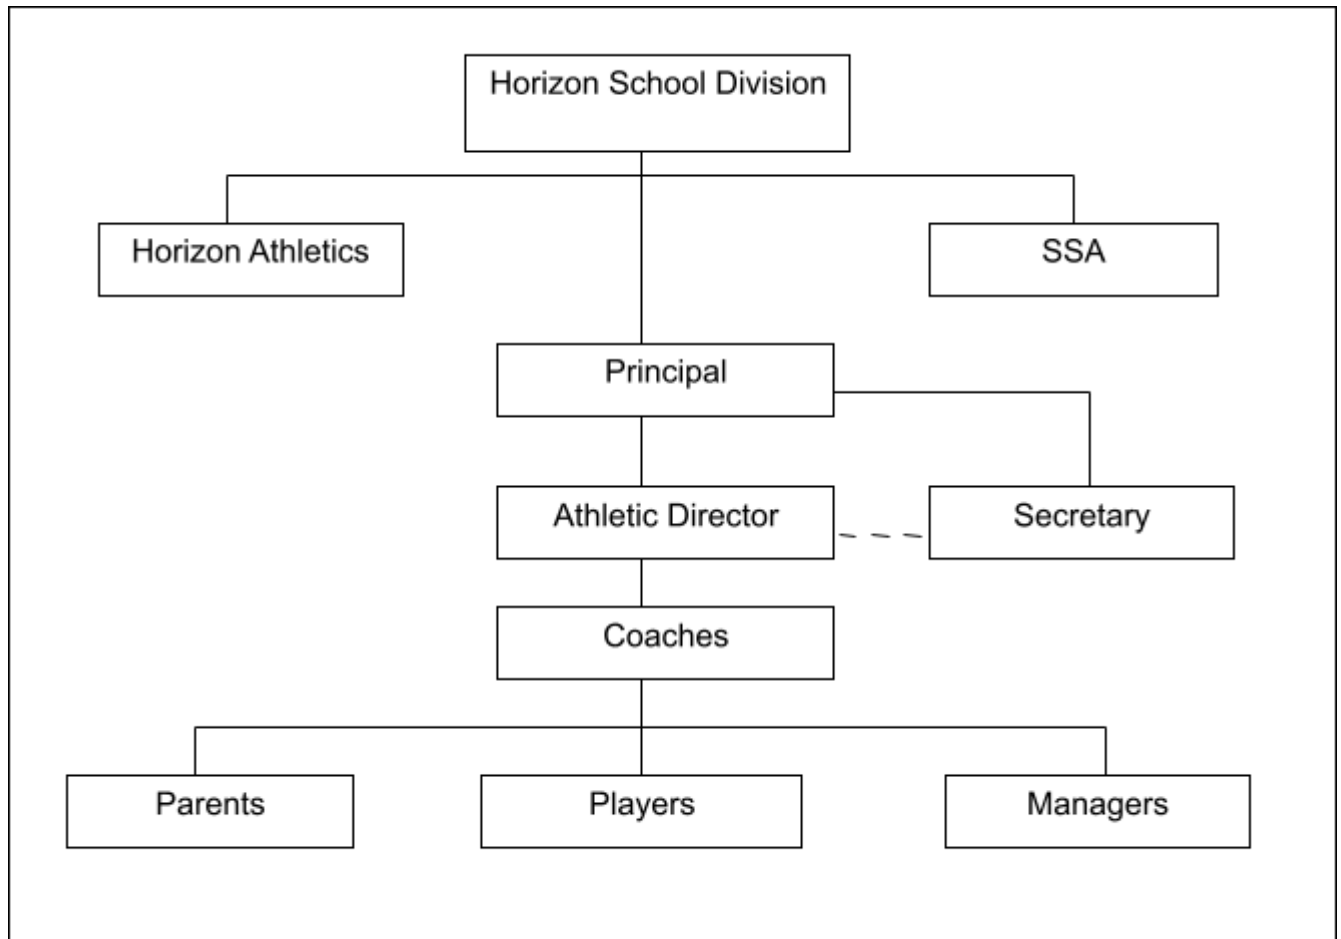 Horizon School Division
Horizon Athletics
SSA
Principal
Athletic Director
Secretary
Coaches
Parents
Players
Managers